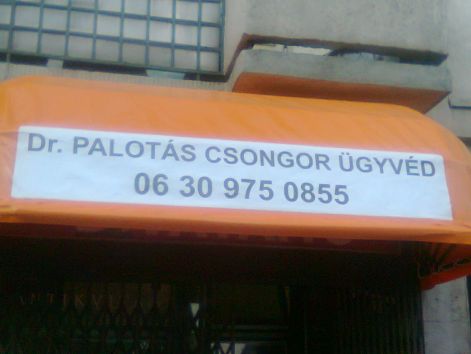 Dr. PALOTÁS CSONGOR ÜGYVÉD
06 30 975 0855